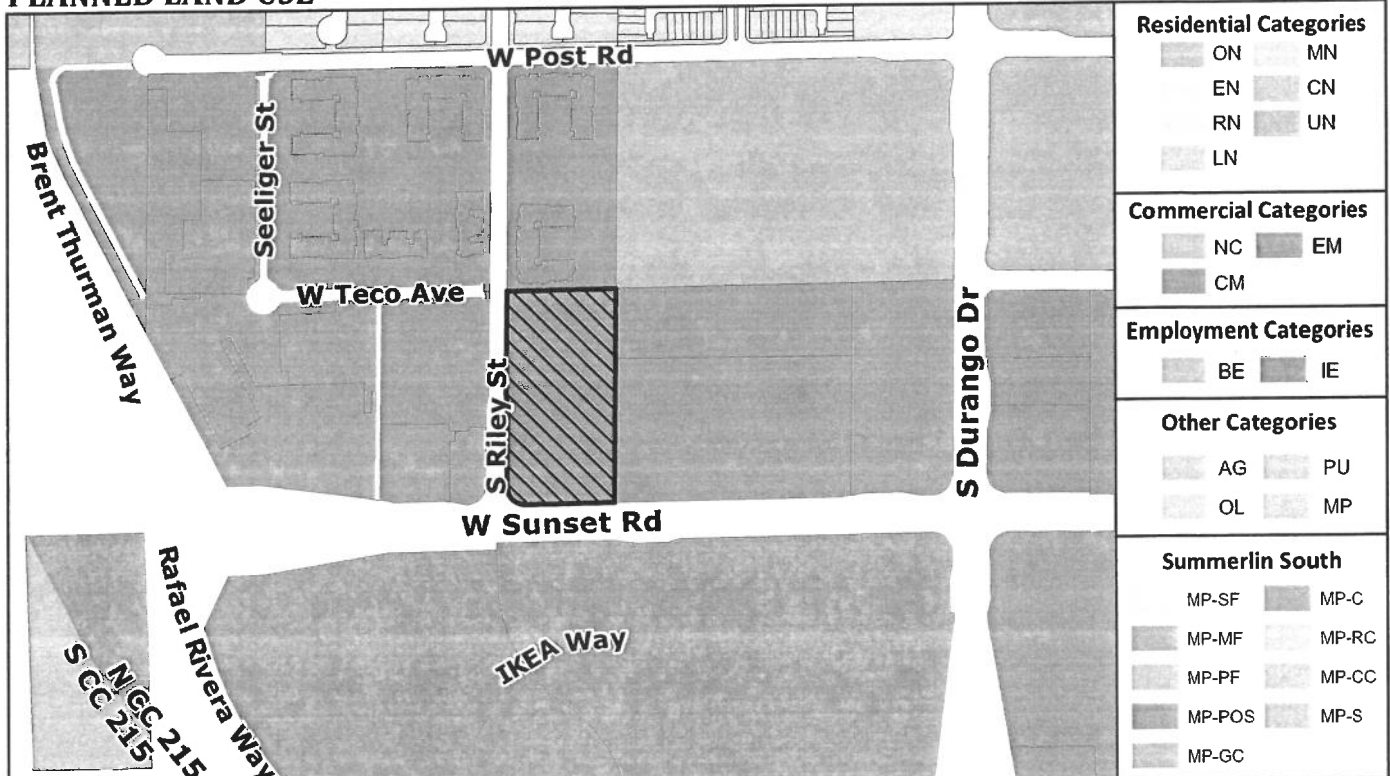 PLANNED LAND USE
W Post Rd
Seeliger St
Brent Thurman Way
W Teco Ave
S Riley St
S Durango Dr
W Sunset Rd
Rafael Rivera Way
IKEA Way
N CC 215
S CC 215
Residential Categories
ON MN
EN CN
RN UN
LN
Commercial Categories
NC EM
CM
Employment Categories
BE IE
Other Categories
AG PU
OL MP
Summerlin South
MP-SF MP-C
MP-MF MP-RC
MP-PF MP-CC
MP-POS MP-S
MP-GC